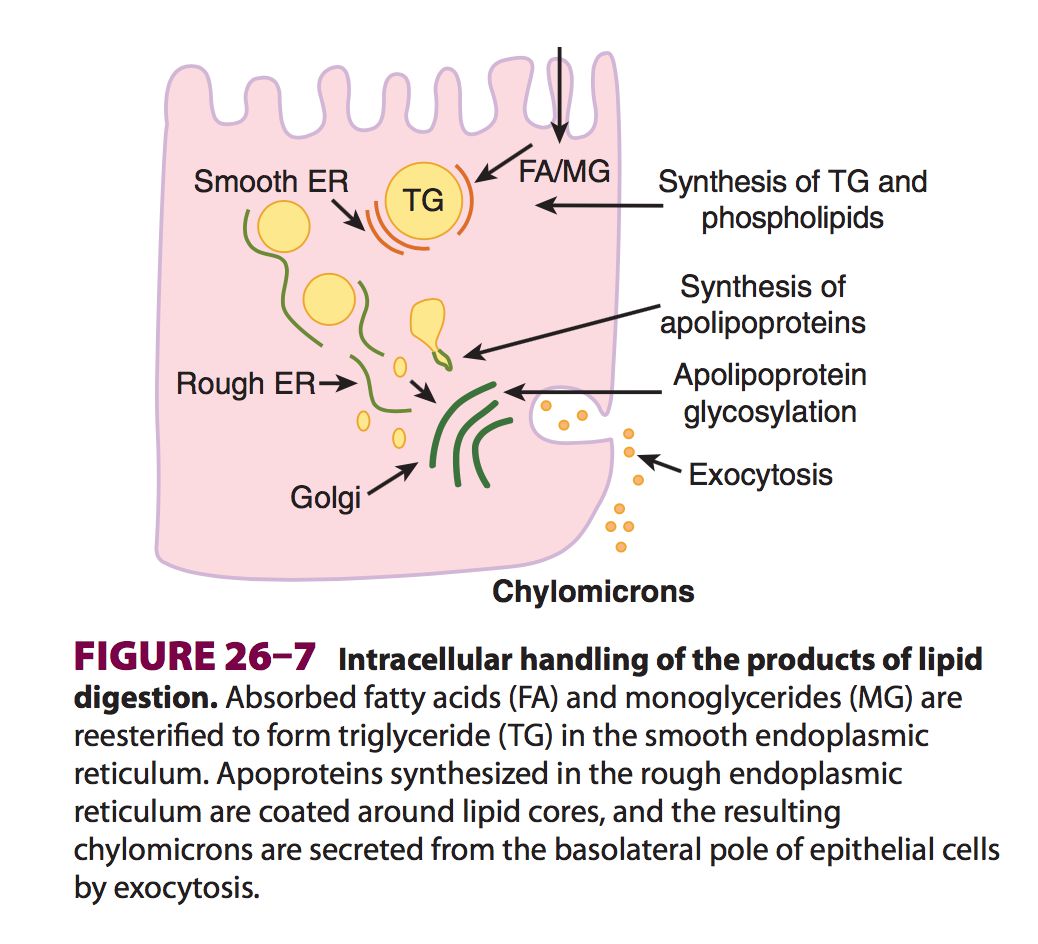 Smooth ER
TG
FA/MG
Synthesis of TG and
phospholipids
Synthesis of
apolipoproteins
Rough ER
Apolipoprotein
glycosylation
Golgi
Exocytosis
Chylomicrons
FIGURE 26–7 Intracellular handling of the products of lipid
digestion. Absorbed fatty acids (FA) and monoglycerides (MG) are
reesterified to form triglyceride (TG) in the smooth endoplasmic
reticulum. Apoproteins synthesized in the rough endoplasmic
reticulum are coated around lipid cores, and the resulting
chylomicrons are secreted from the basolateral pole of epithelial cells
by exocytosis.